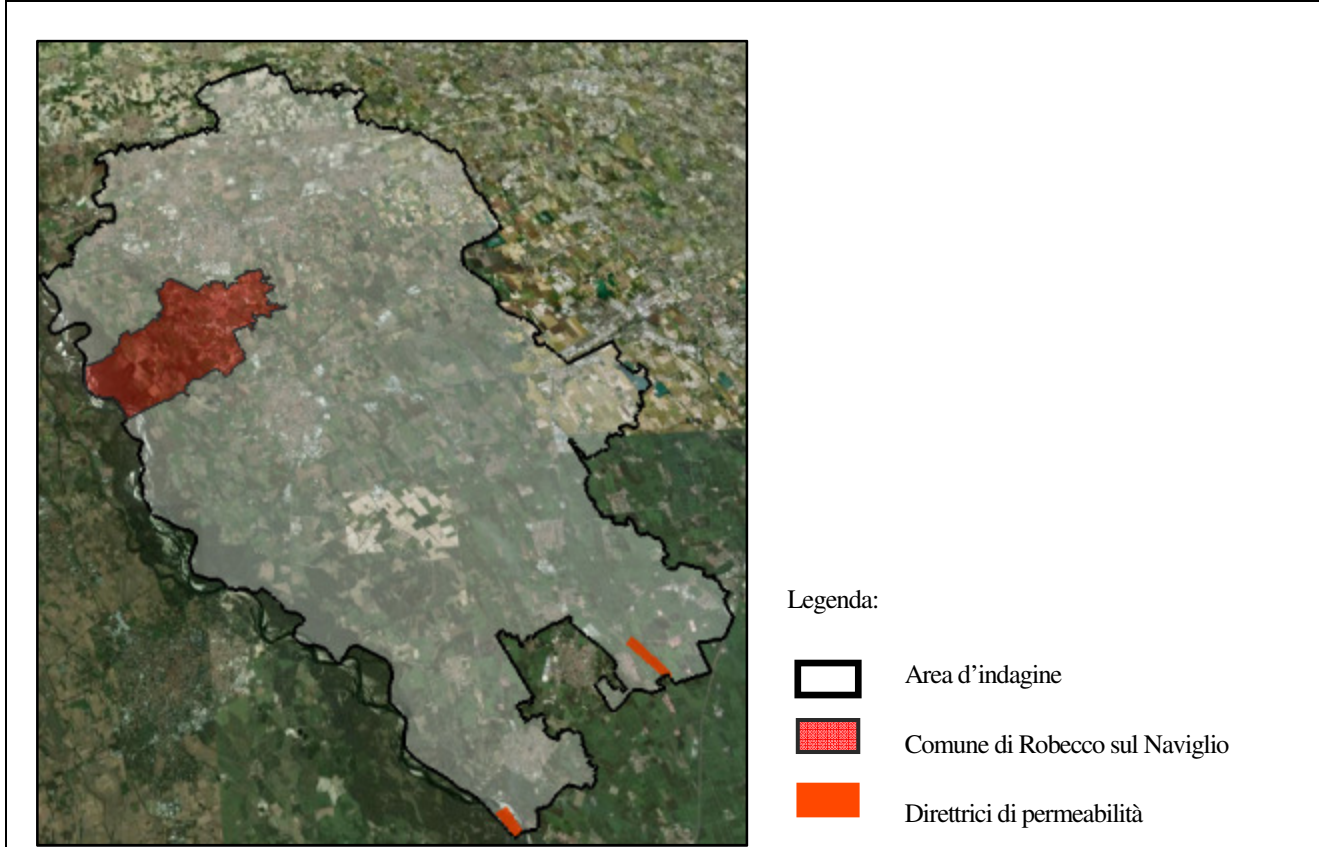 Legenda:
Area d’indagine
Comune di Robecco sul Naviglio
Direttrici di permeabilità